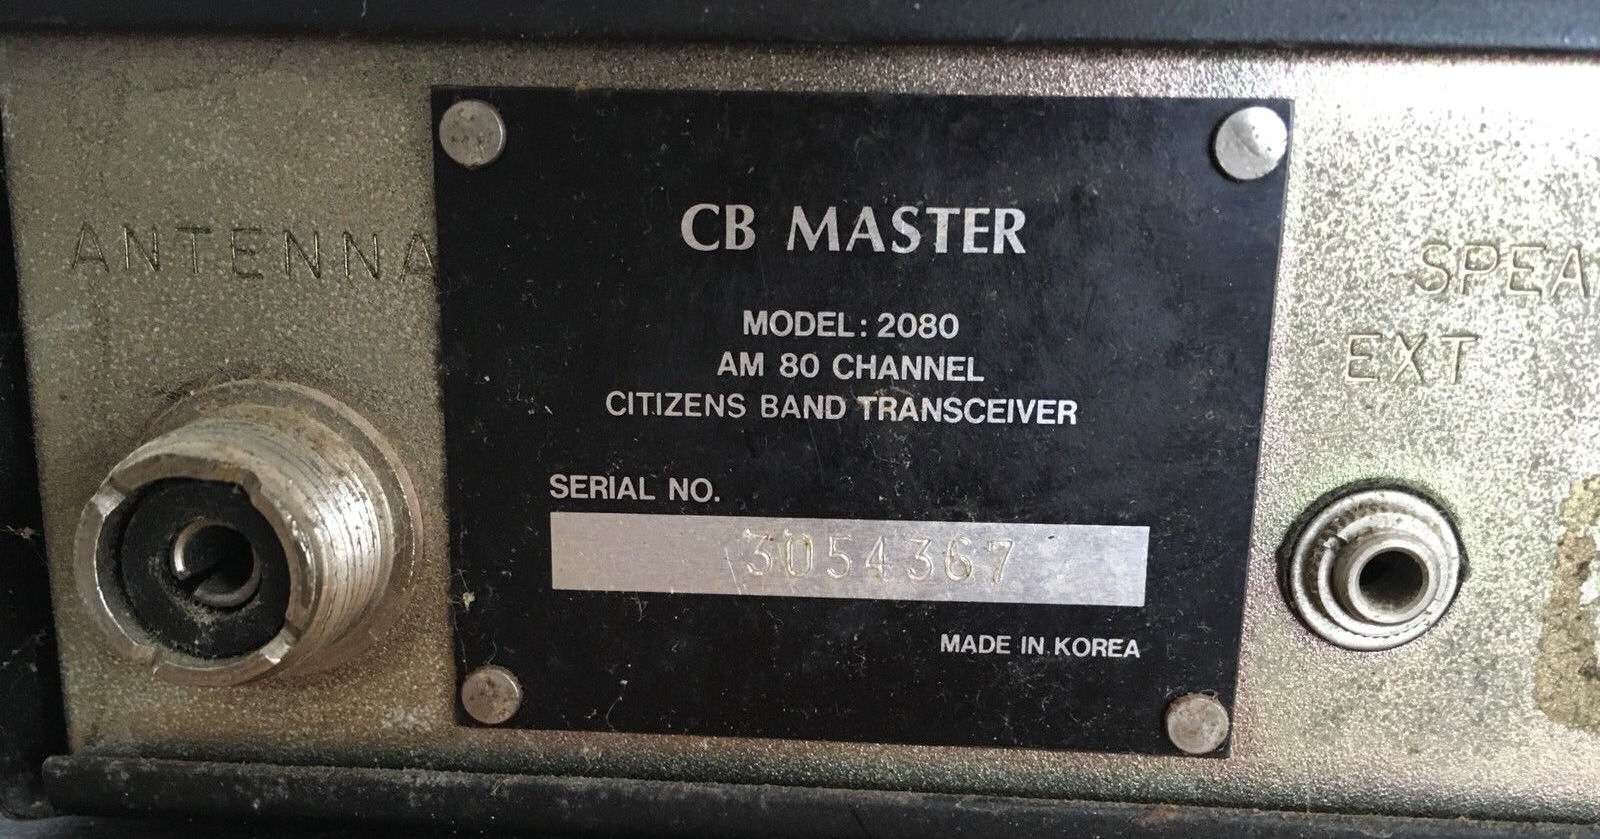 ANTENNA
CB MASTER
MODEL: 2080
AM 80 CHANNEL
CITIZENS BAND TRANSCEIVER
SERIAL NO.
3054367
MADE IN KOREA
SPEA
EXT